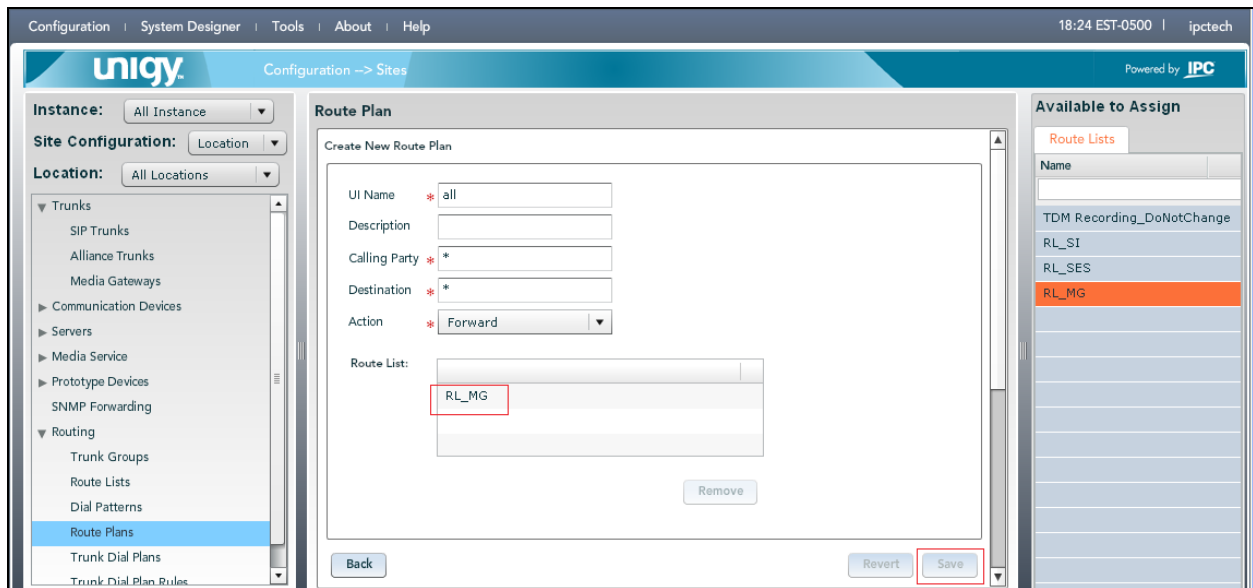 Configuration | System Designer | Tools | About | Help
18:24 EST-0500 | ipctech
unigy.
Configuration --> Sites
Powered by IPC
Instance: All Instance
Site Configuration: Location
Location: All Locations
Trunks
SIP Trunks
Alliance Trunks
Media Gateways
Communication Devices
Servers
Media Service
Prototype Devices
SNMP Forwarding
Routing
Trunk Groups
Route Lists
Dial Patterns
Route Plans
Trunk Dial Plans
Trunk Dial Plan Rules
Route Plan
Create New Route Plan
UI Name * all
Description
Calling Party * *
Destination * *
Action * Forward
Route List:
RL_MG
Remove
Back
Revert
Save
Available to Assign
Route Lists
Name
TDM Recording_DoNotChange
RL_SI
RL_SES
RL_MG